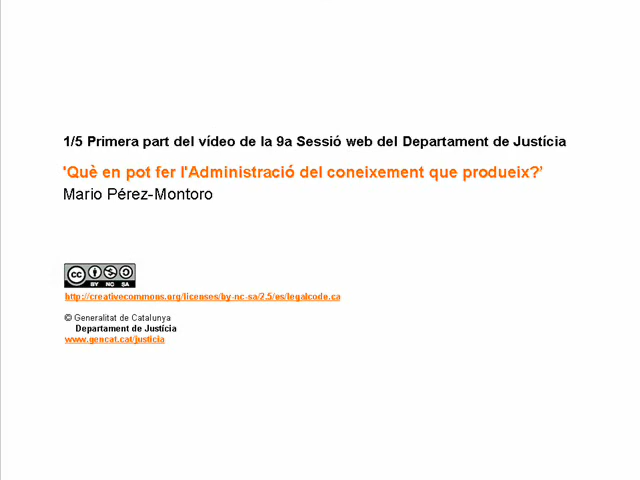 1/5 Primera part del vídeo de la 9a Sessió web del Departament de Justícia
'Què en pot fer l'Administració del coneixement que produeix?'
Mario Pérez-Montoro
cc BY NC SA
http://creativecommons.org/licenses/by-nc-sa/2.5/es/legalcode.ca
© Generalitat de Catalunya
Departament de Justícia
www.gencat.cat/justicia